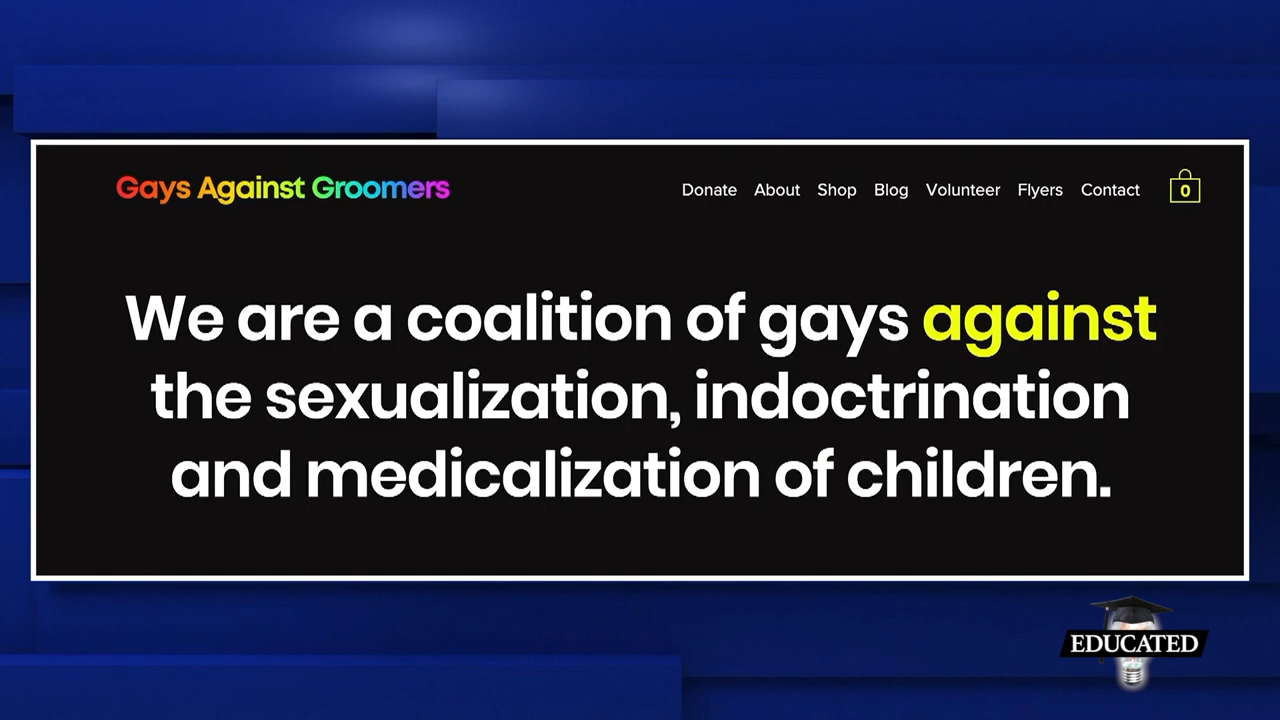 Gays Against Groomers
Donate About Shop Blog Volunteer Flyers Contact 0
We are a coalition of gays against
the sexualization, indoctrination
and medicalization of children.
EDUCATED